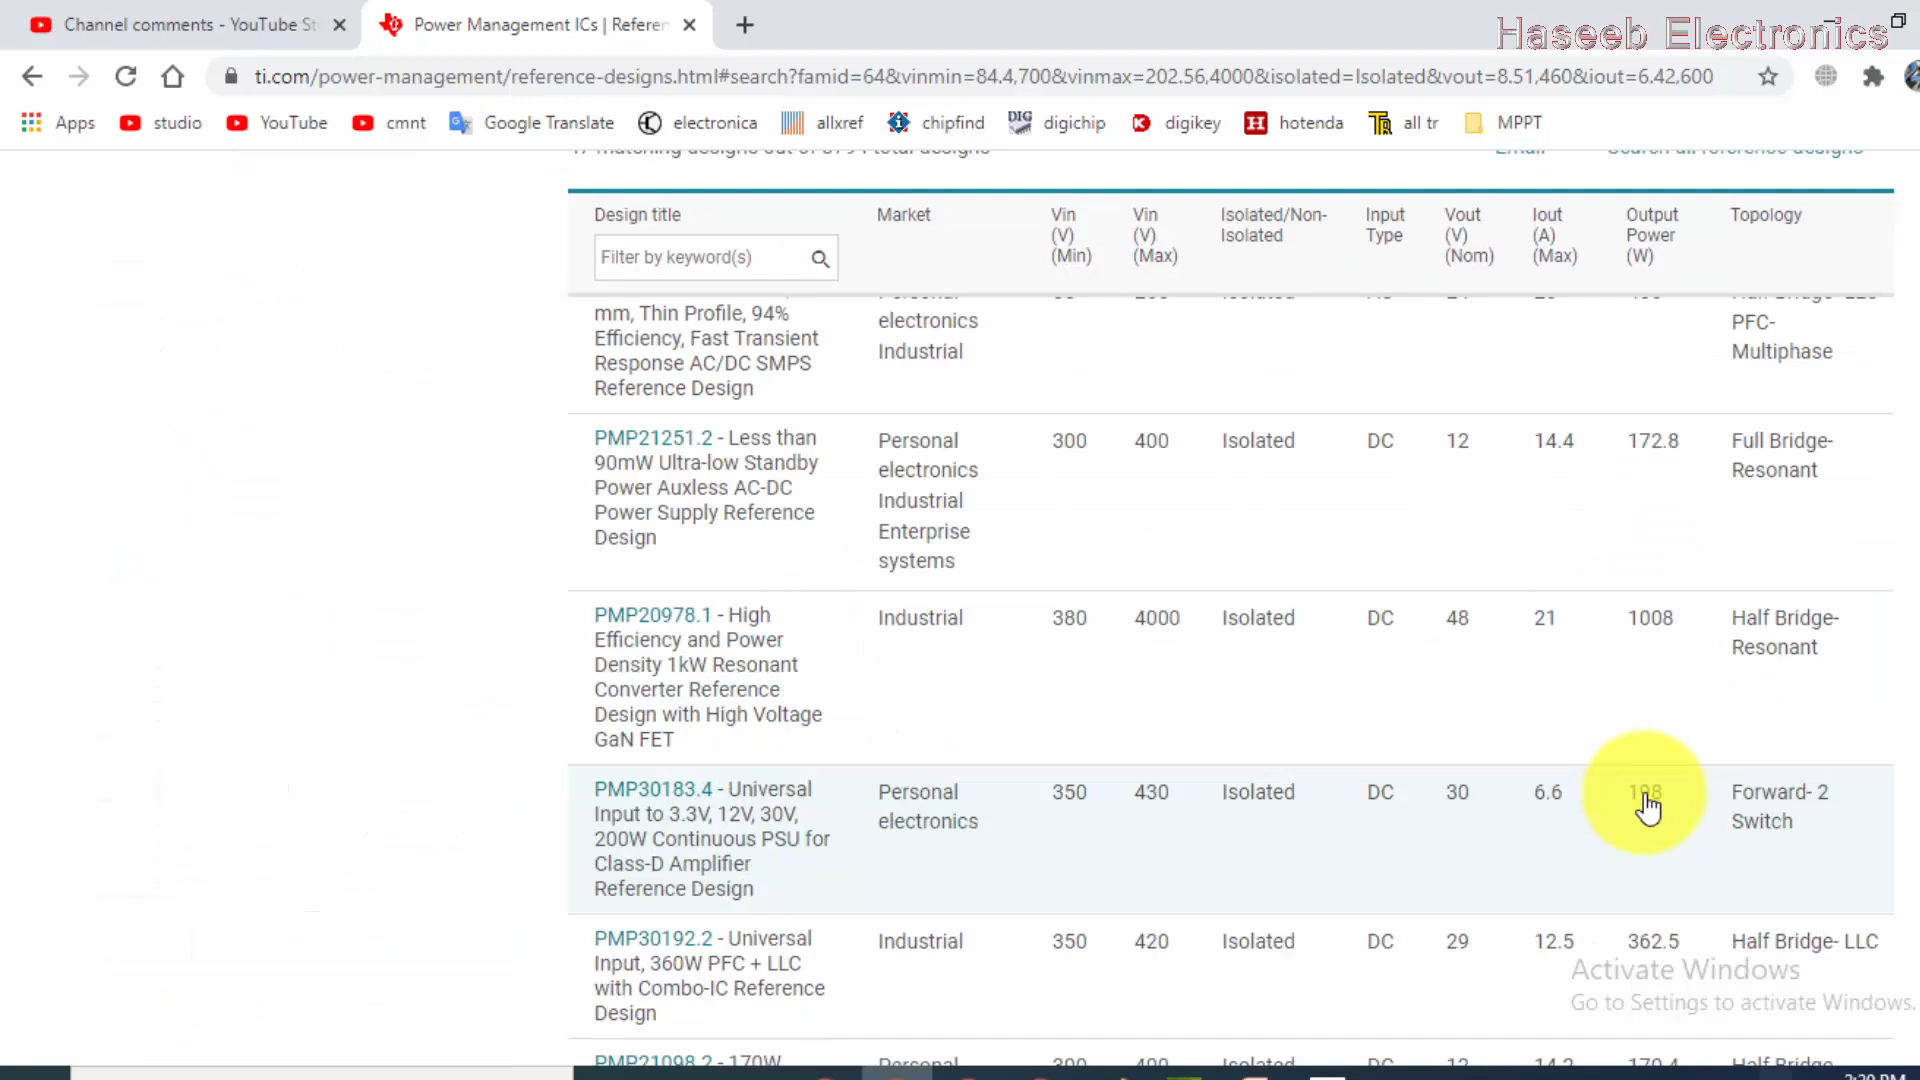 Channel comments - YouTube St
Power Management ICs | Referen
Haseeb Electronics
ti.com/power-management/reference-designs.html#search?famid=64&vinmin=84.4,700&vinmax=202.56,4000&isolated=Isolated&vout=8.51,460&iout=6.42,600
Apps studio YouTube cmnt Google Translate electronica allxref chipfind DIG digichip digikey hotenda all tr MPPT
Email Search all reference designs
Design title
Filter by keyword(s)
Market
Vin
(V)
(Min)
Vin
(V)
(Max)
Isolated/Non-
Isolated
Input
Type
Vout
(V)
(Nom)
Iout
(A)
(Max)
Output
Power
(W)
Topology
mm, Thin Profile, 94%
Efficiency, Fast Transient
Response AC/DC SMPS
Reference Design
electronics
Industrial
PFC-
Multiphase
PMP21251.2 - Less than
90mW Ultra-low Standby
Power Auxless AC-DC
Power Supply Reference
Design
Personal
electronics
Industrial
Enterprise
systems
300 400 Isolated DC 12 14.4 172.8
Full Bridge-
Resonant
PMP20978.1 - High
Efficiency and Power
Density 1kW Resonant
Converter Reference
Design with High Voltage
GaN FET
Industrial
380 4000 Isolated DC 48 21 1008
Half Bridge-
Resonant
PMP30183.4 - Universal
Input to 3.3V, 12V, 30V,
200W Continuous PSU for
Class-D Amplifier
Reference Design
Personal
electronics
350 430 Isolated DC 30 6.6 198
Forward- 2
Switch
PMP30192.2 - Universal
Input, 360W PFC + LLC
with Combo-IC Reference
Design
Industrial
350 420 Isolated DC 29 12.5 362.5
Half Bridge- LLC
Activate Windows
Go to Settings to activate Windows.
PMP21098.2 - 170W
Personal